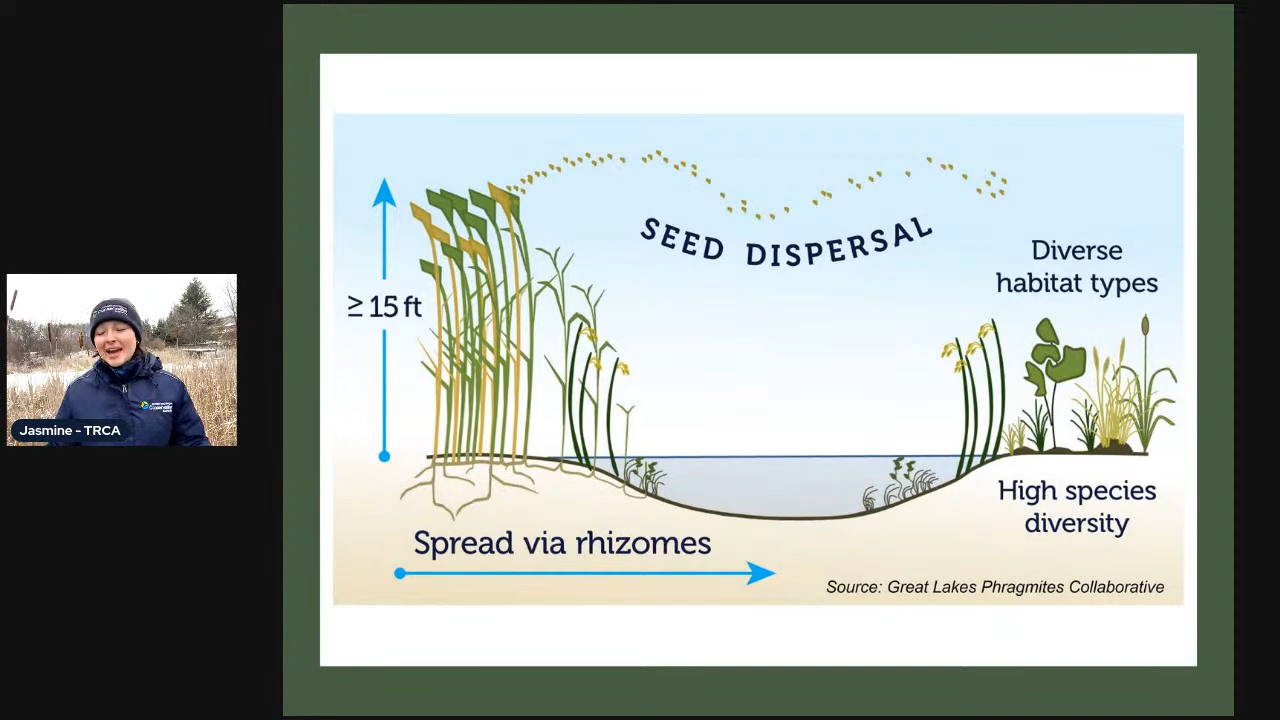 SEED DISPERSAL
Diverse
habitat types
≥ 15 ft
Jasmine - TRCA
High species
diversity
Spread via rhizomes
Source: Great Lakes Phragmites Collaborative